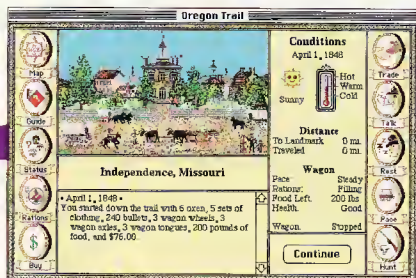 Oregon Trail
Map
Guide
Status
Rations
Buy
Independence, Missouri
• April 1, 1848 •
You started down the trail with 6 oxen, 5 sets of
clothing, 240 bullets, 3 wagon wheels, 3
wagon axles, 3 wagon tongues, 200 pounds of
food, and $76.00.
Conditions
April 1, 1848
Sunny
Hot
Warm
Cold
Distance
To Landmark 0 mi.
Traveled 0 mi.
Wagon
Pace: Steady
Rations: Filling
Food Left: 200 lbs
Health: Good
Wagon: Stopped
Continue
Trade
Talk
Rest
Pace
Hunt